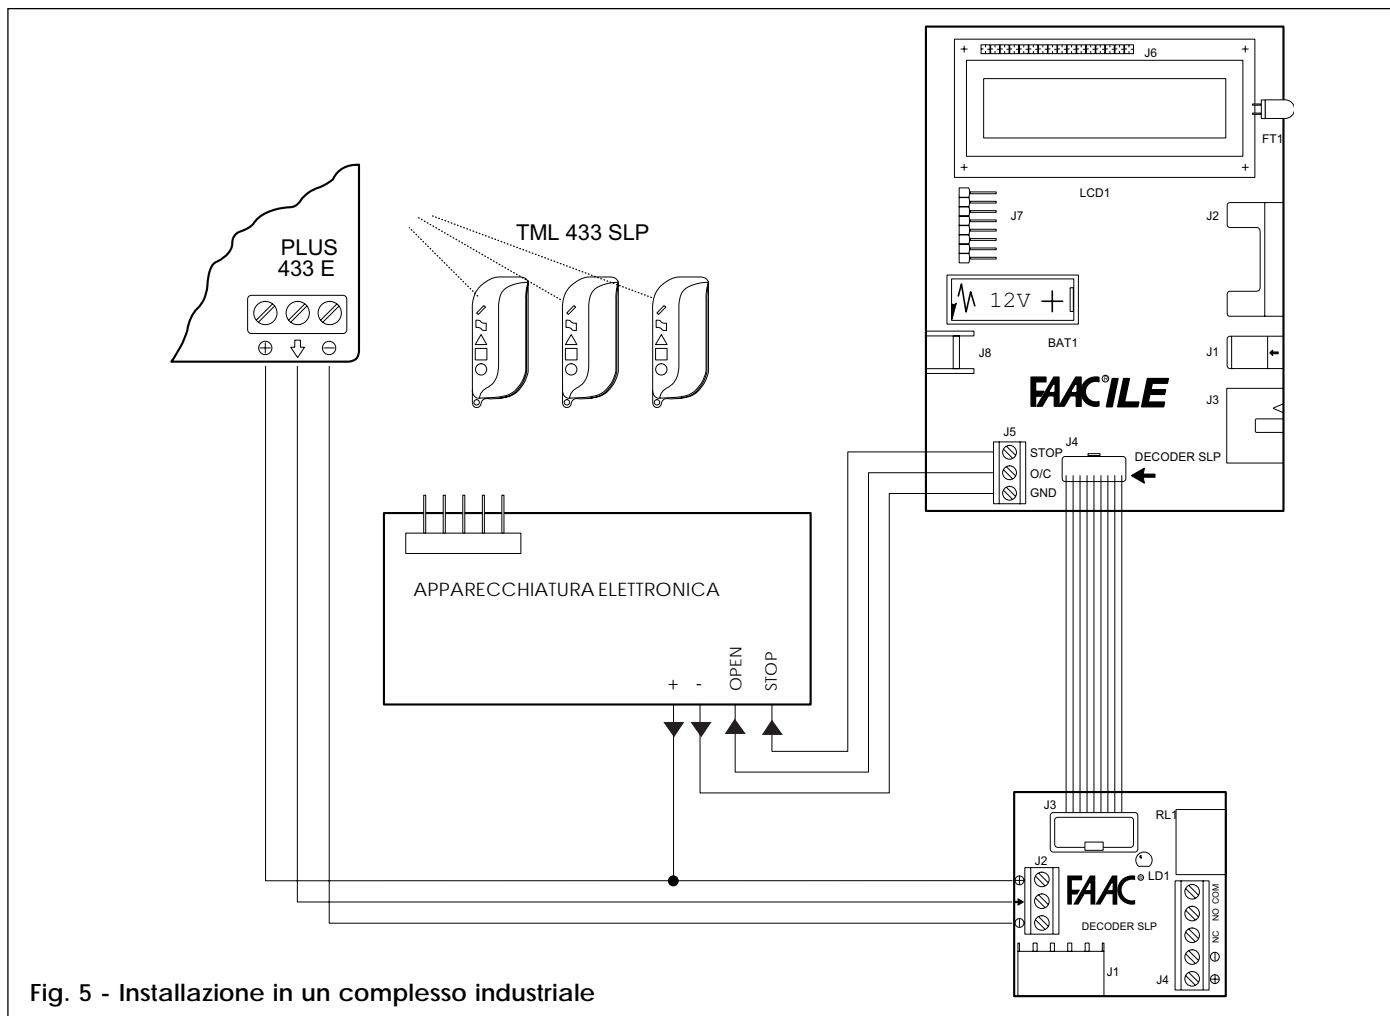 J6
FT1
LCD1
J7
J2
12V
BAT1
J8
J1
FAAC®ILE
J3
J5
J4
STOP
O/C
GND
DECODER SLP
PLUS
433 E
TML 433 SLP
APPARECCHIATURA ELETTRONICA
+
-
OPEN
STOP
J3
RL1
J2
LD1
FAAC®
DECODER SLP
COM
NO
NC
J1
J4
Fig. 5 - Installazione in un complesso industriale